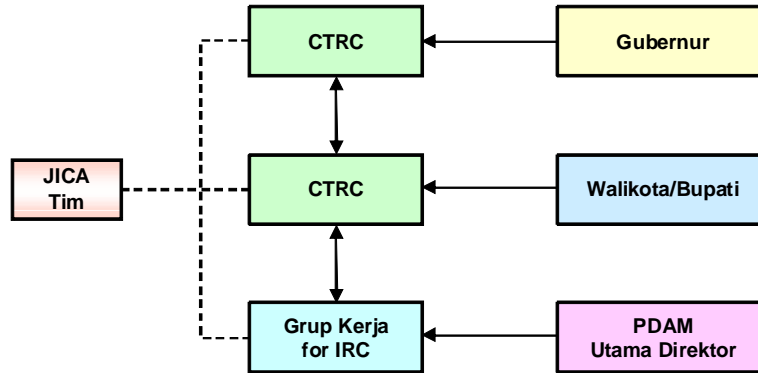 CTRC
Gubernur
JICA
Tim
CTRC
Walikota/Bupati
Grup Kerja
for IRC
PDAM
Utama Direktor